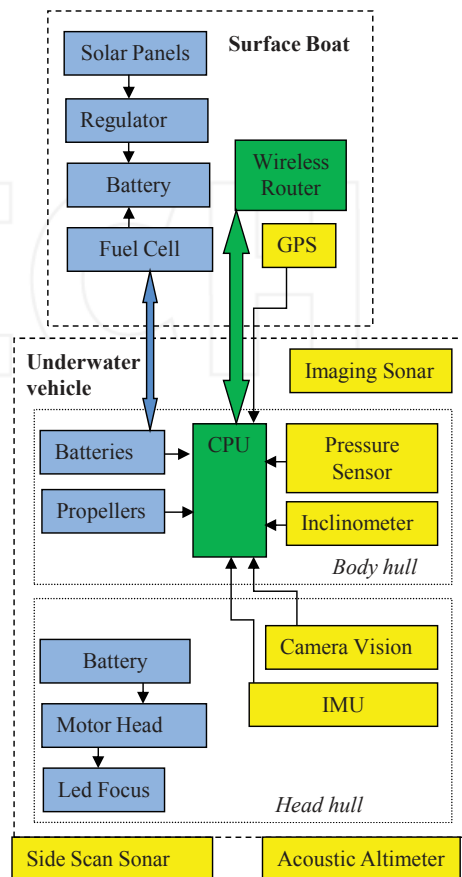 Surface Boat
Solar Panels
Regulator
Battery
Fuel Cell
Wireless
Router
GPS
Underwater
vehicle
Imaging Sonar
Batteries
Propellers
CPU
Pressure
Sensor
Inclinometer
Body hull
Camera Vision
IMU
Battery
Motor Head
Led Focus
Head hull
Side Scan Sonar
Acoustic Altimeter